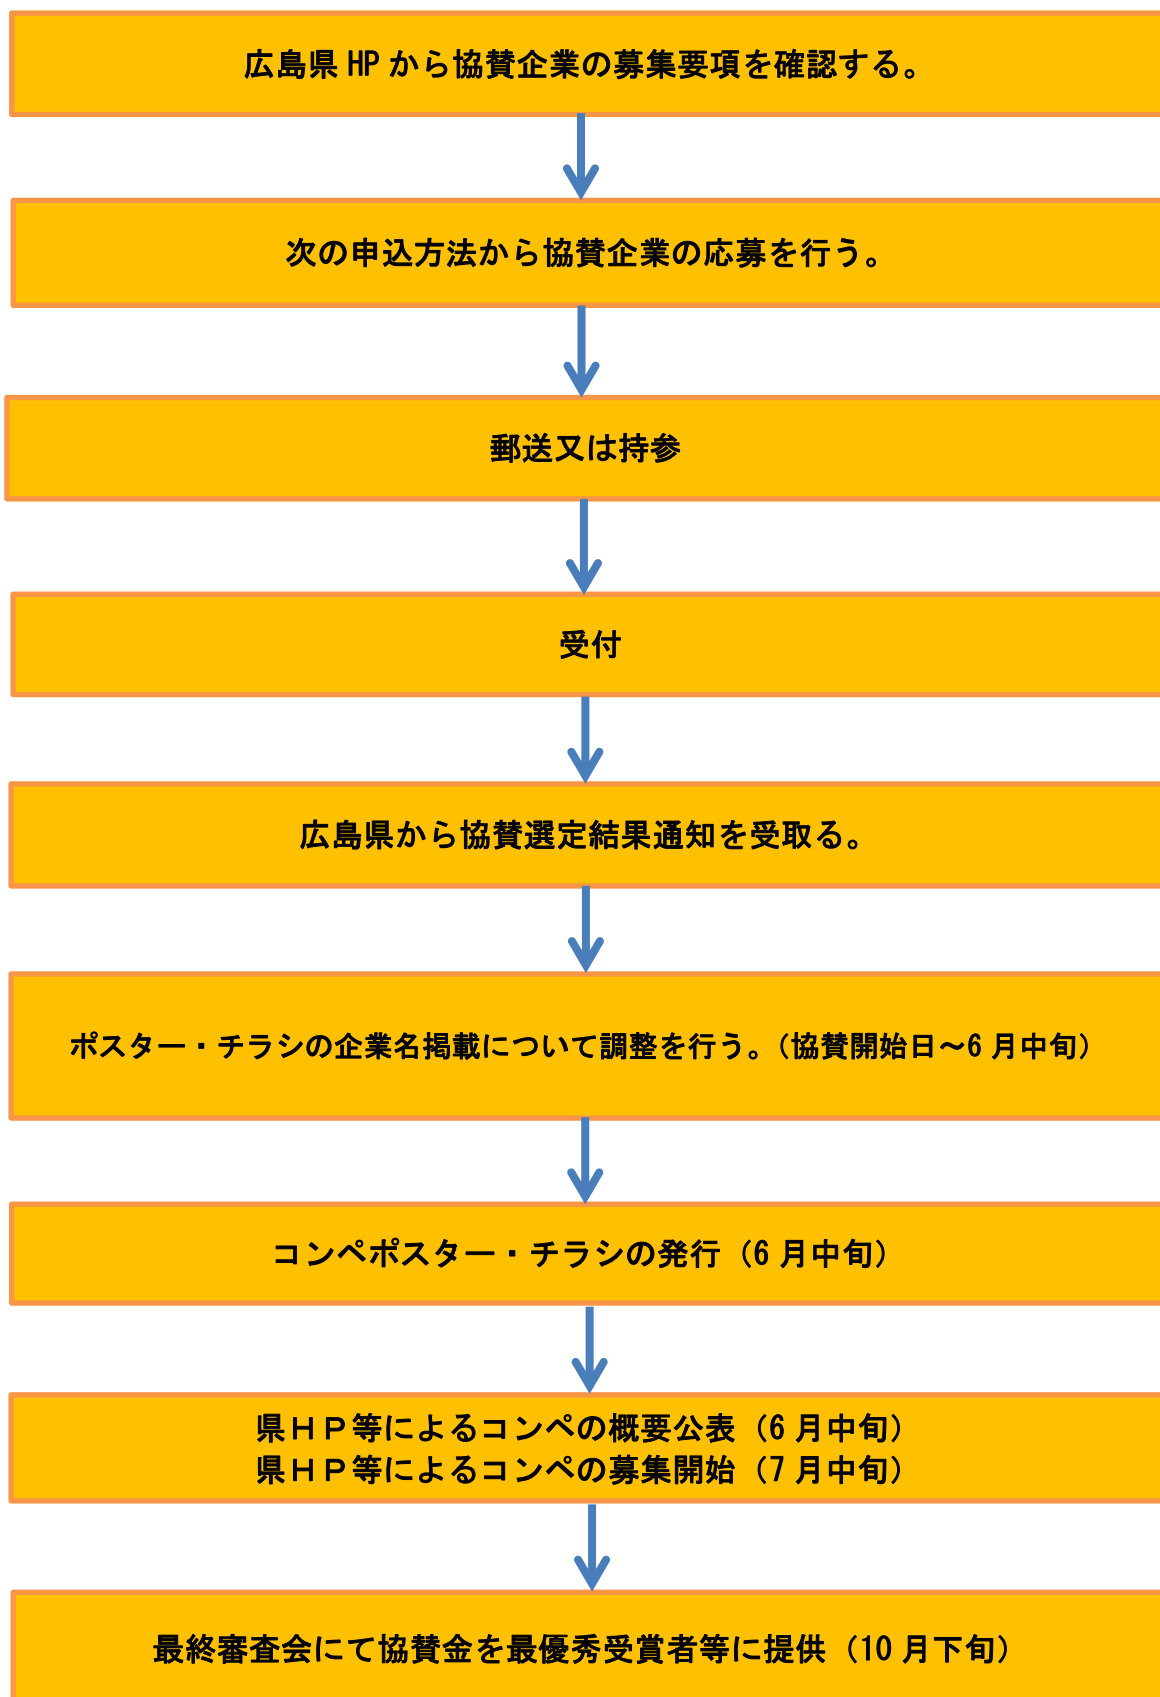 広島県 HP から協賛企業の募集要項を確認する。
次の申込方法から協賛企業の応募を行う。
郵送又は持参
受付
広島県から協賛選定結果通知を受取る。
ポスター・チラシの企業名掲載について調整を行う。（協賛開始日～6 月中旬）
コンペポスター・チラシの発行（6 月中旬）
県ＨＰ等によるコンペの概要公表（6 月中旬）
県ＨＰ等によるコンペの募集開始（7 月中旬）
最終審査会にて協賛金を最優秀受賞者等に提供（10 月下旬）